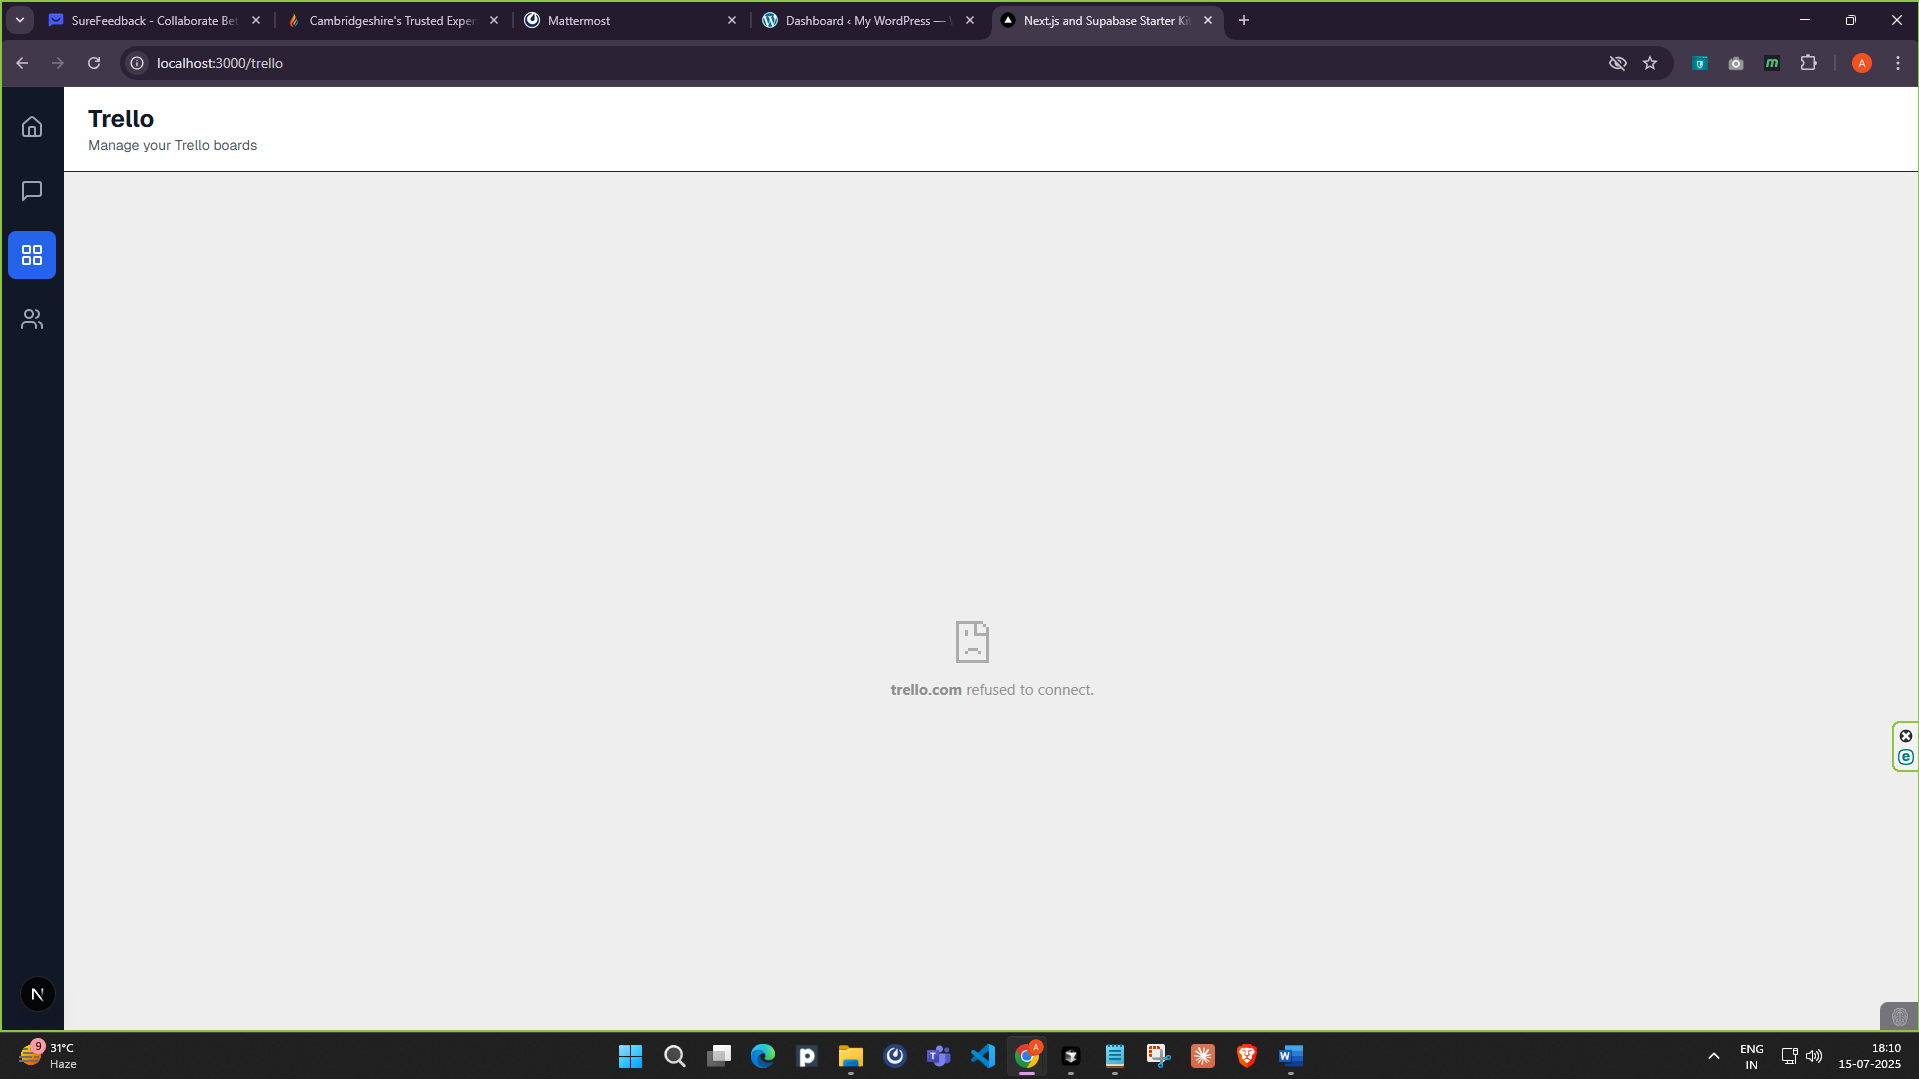 SureFeedback - Collaborate Bet
Cambridgeshire's Trusted Exper
Mattermost
Dashboard ‹ My WordPress —
Next.js and Supabase Starter Kit
localhost:3000/trello
A
Trello
Manage your Trello boards
trello.com refused to connect.
N
9
31°C
Haze
A
ENG
IN
18:10
15-07-2025